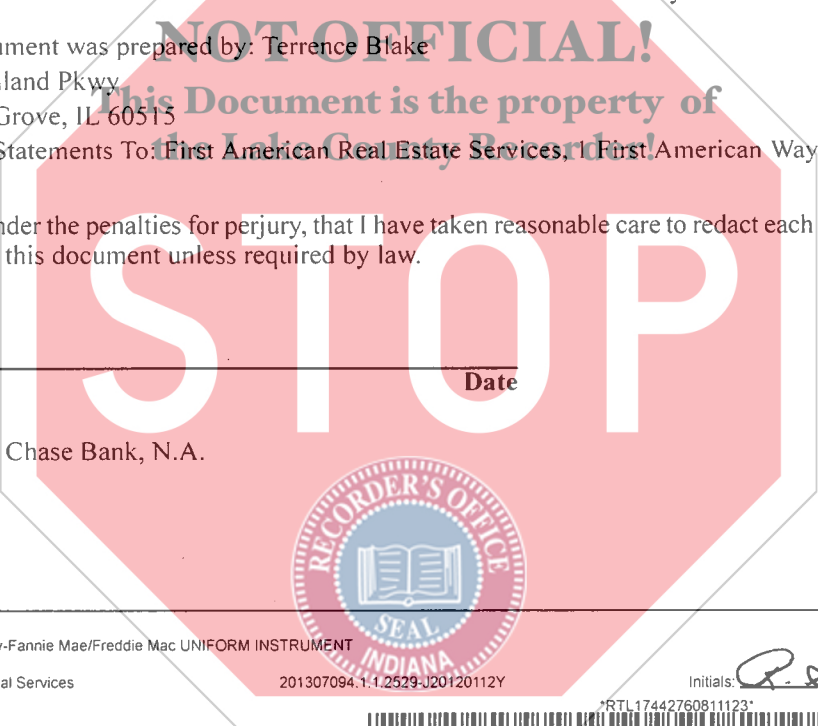 NOT OFFICIAL!
ument was prepared by: Terrence Blake
land Pkwy
This Document is the property of
Grove, IL 60515
the Lake County Recorder!
Statements To: First American Real Estate Services, 1 First American Way
nder the penalties for perjury, that I have taken reasonable care to redact each
this document unless required by law.
STOP
Date
Chase Bank, N.A.
RECORDER'S OFFICE
SEAL
INDIANA
y-Fannie Mae/Freddie Mac UNIFORM INSTRUMENT
al Services
201307094.1.1.2529-J20120112Y
Initials:
*RTL17442760811123*